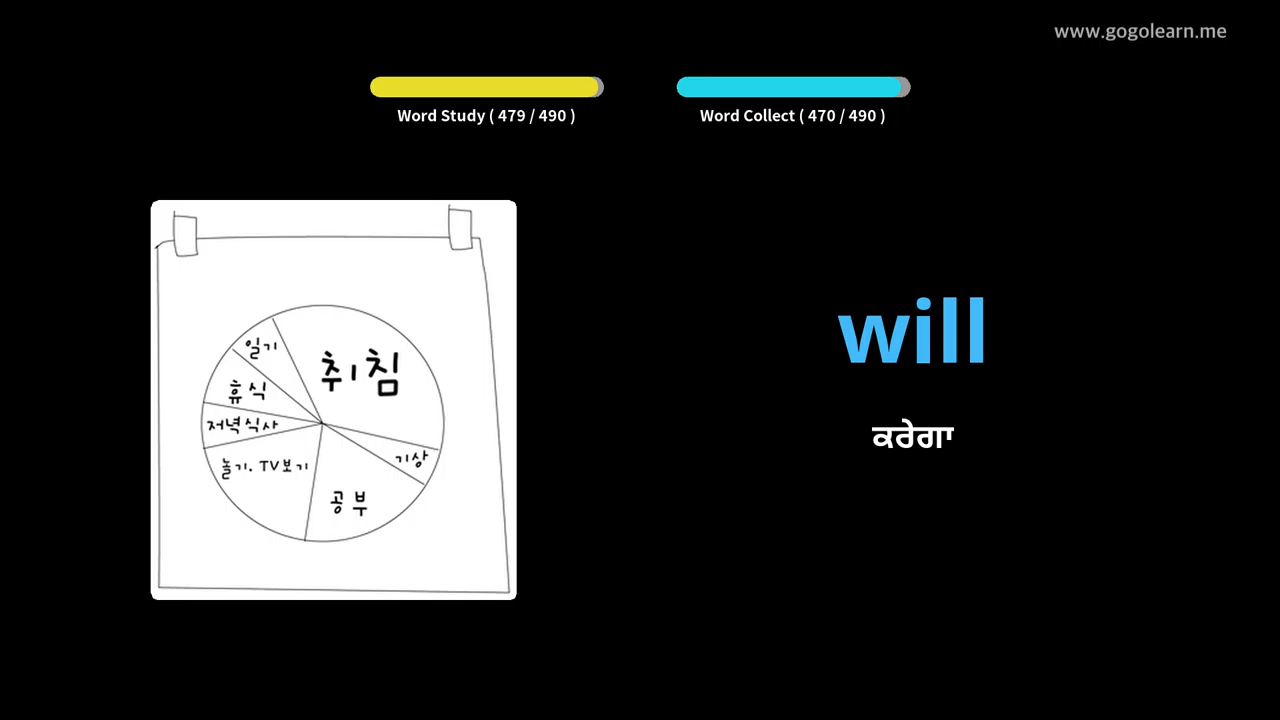 www.gogolearn.me
Word Study ( 479 / 490 )
Word Collect ( 470 / 490 )
일기
취침
휴식
저녁식사
놀기. TV보기
기상
공부
will
ਕਰੇਗਾ